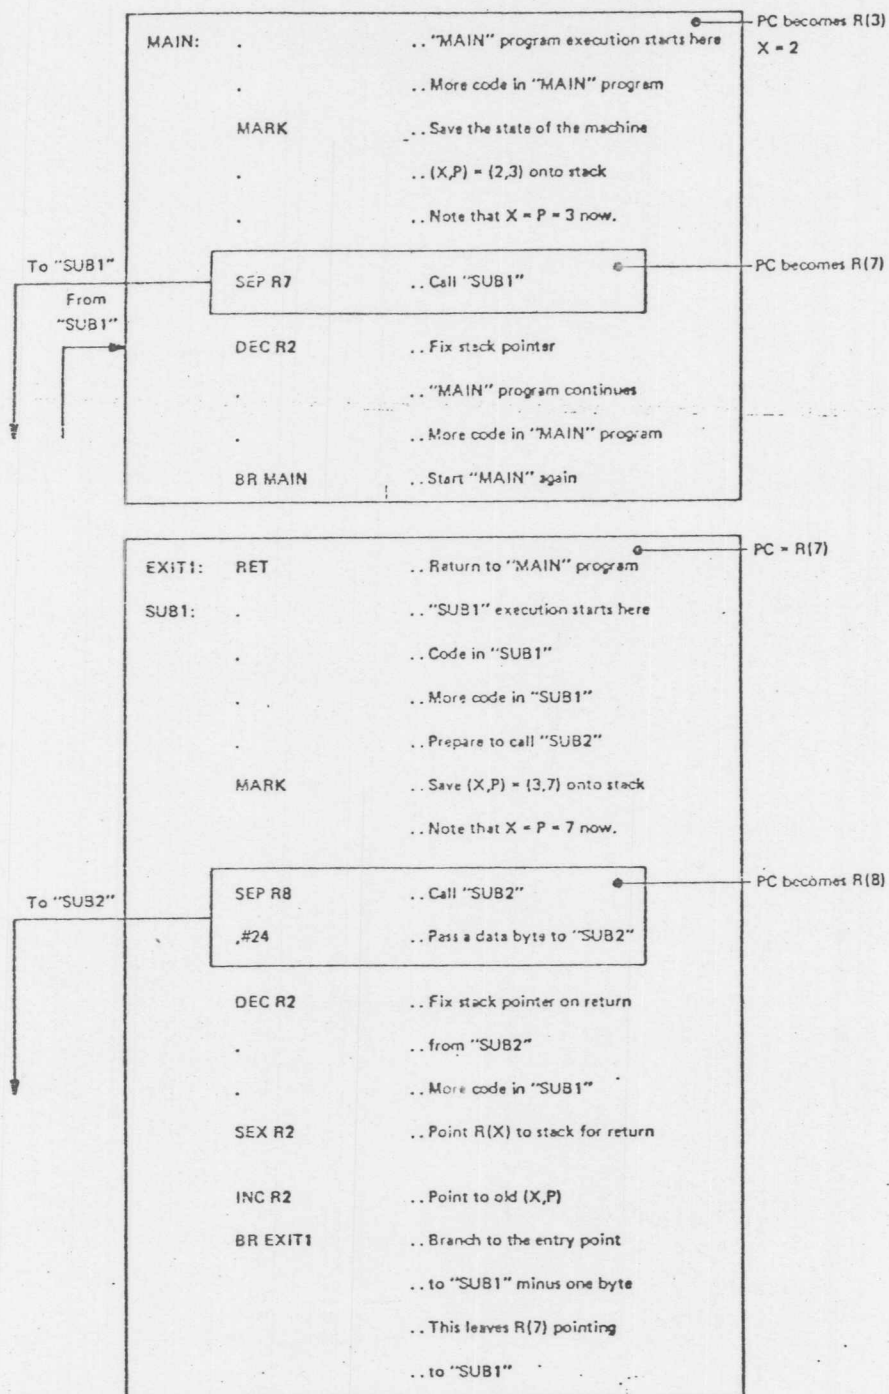 PC becomes R(3)
MAIN: . .. "MAIN" program execution starts here
X = 2
. .. More code in "MAIN" program
MARK .. Save the state of the machine
. .. (X,P) = (2,3) onto stack
. .. Note that X = P = 3 now.
To "SUB1"
SEP R7 .. Call "SUB1"
PC becomes R(7)
From
"SUB1"
DEC R2 .. Fix stack pointer
. .. "MAIN" program continues
. .. More code in "MAIN" program
BR MAIN .. Start "MAIN" again
PC = R(7)
EXIT1: RET .. Return to "MAIN" program
SUB1: . .. "SUB1" execution starts here
. .. Code in "SUB1"
. .. More code in "SUB1"
. .. Prepare to call "SUB2"
MARK .. Save (X,P) = (3,7) onto stack
.. Note that X = P = 7 now.
To "SUB2"
SEP R8 .. Call "SUB2"
PC becomes R(8)
,#24 .. Pass a data byte to "SUB2"
DEC R2 .. Fix stack pointer on return
. .. from "SUB2"
. .. More code in "SUB1"
SEX R2 .. Point R(X) to stack for return
INC R2 .. Point to old (X,P)
BR EXIT1 .. Branch to the entry point
.. to "SUB1" minus one byte
.. This leaves R(7) pointing
.. to "SUB1"